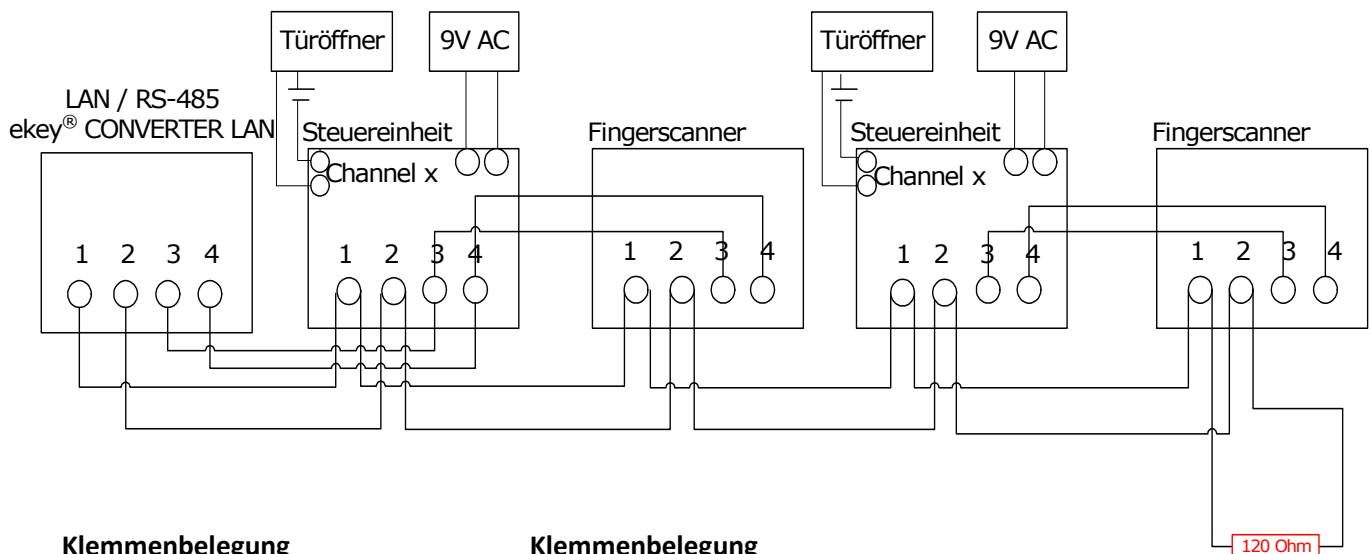 Türöffner
9V AC
Türöffner
9V AC
LAN / RS-485
ekey® CONVERTER LAN
Steuereinheit
Fingerscanner
Steuereinheit
Fingerscanner
Channel x
Channel x
1 2 3 4
1 2 3 4
1 2 3 4
1 2 3 4
1 2 3 4
Klemmenbelegung
Klemmenbelegung
120 Ohm